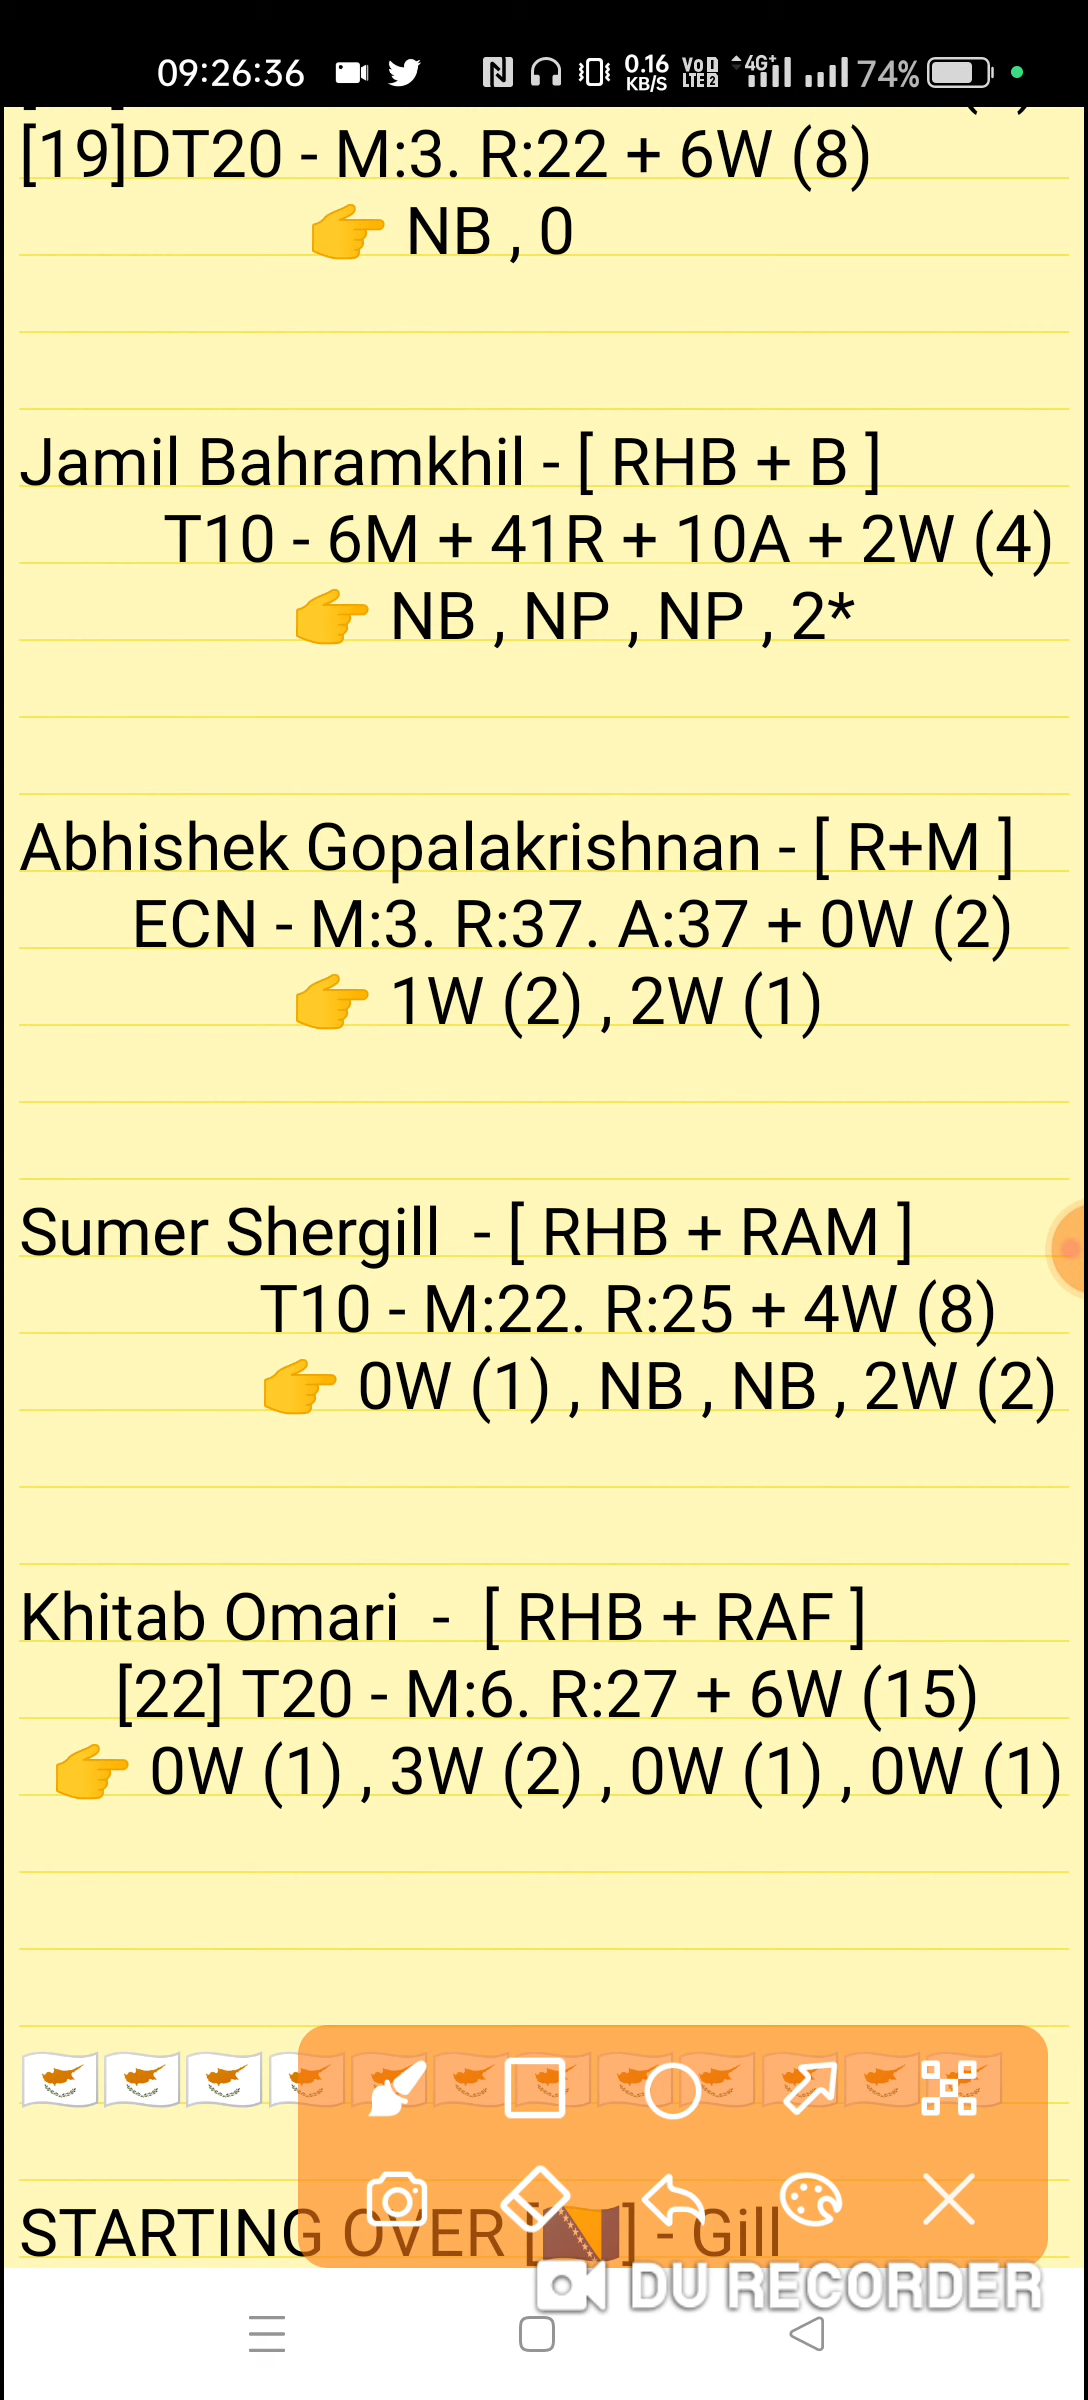 09:26:36 0.16 KB/S Vo D LTE 2 4G+ 74%
[19]DT20 - M:3. R:22 + 6W (8)
👉 NB , 0
Jamil Bahramkhil - [ RHB + B ]
T10 - 6M + 41R + 10A + 2W (4)
👉 NB , NP , NP , 2*
Abhishek Gopalakrishnan - [ R+M ]
ECN - M:3. R:37. A:37 + 0W (2)
👉 1W (2) , 2W (1)
Sumer Shergill - [ RHB + RAM ]
T10 - M:22. R:25 + 4W (8)
👉 0W (1) , NB , NB , 2W (2)
Khitab Omari - [ RHB + RAF ]
[22] T20 - M:6. R:27 + 6W (15)
👉 0W (1) , 3W (2) , 0W (1) , 0W (1)
🇨🇾🇨🇾🇨🇾🇨🇾🇨🇾🇨🇾🇨🇾🇨🇾🇨🇾🇨🇾🇨🇾🇨🇾
STARTING OVER [🇧🇦] - Gill
DU RECORDER